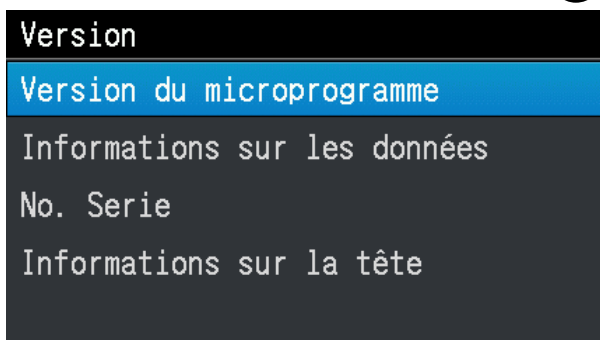 Version
Version du microprogramme
Informations sur les données
No. Serie
Informations sur la tête